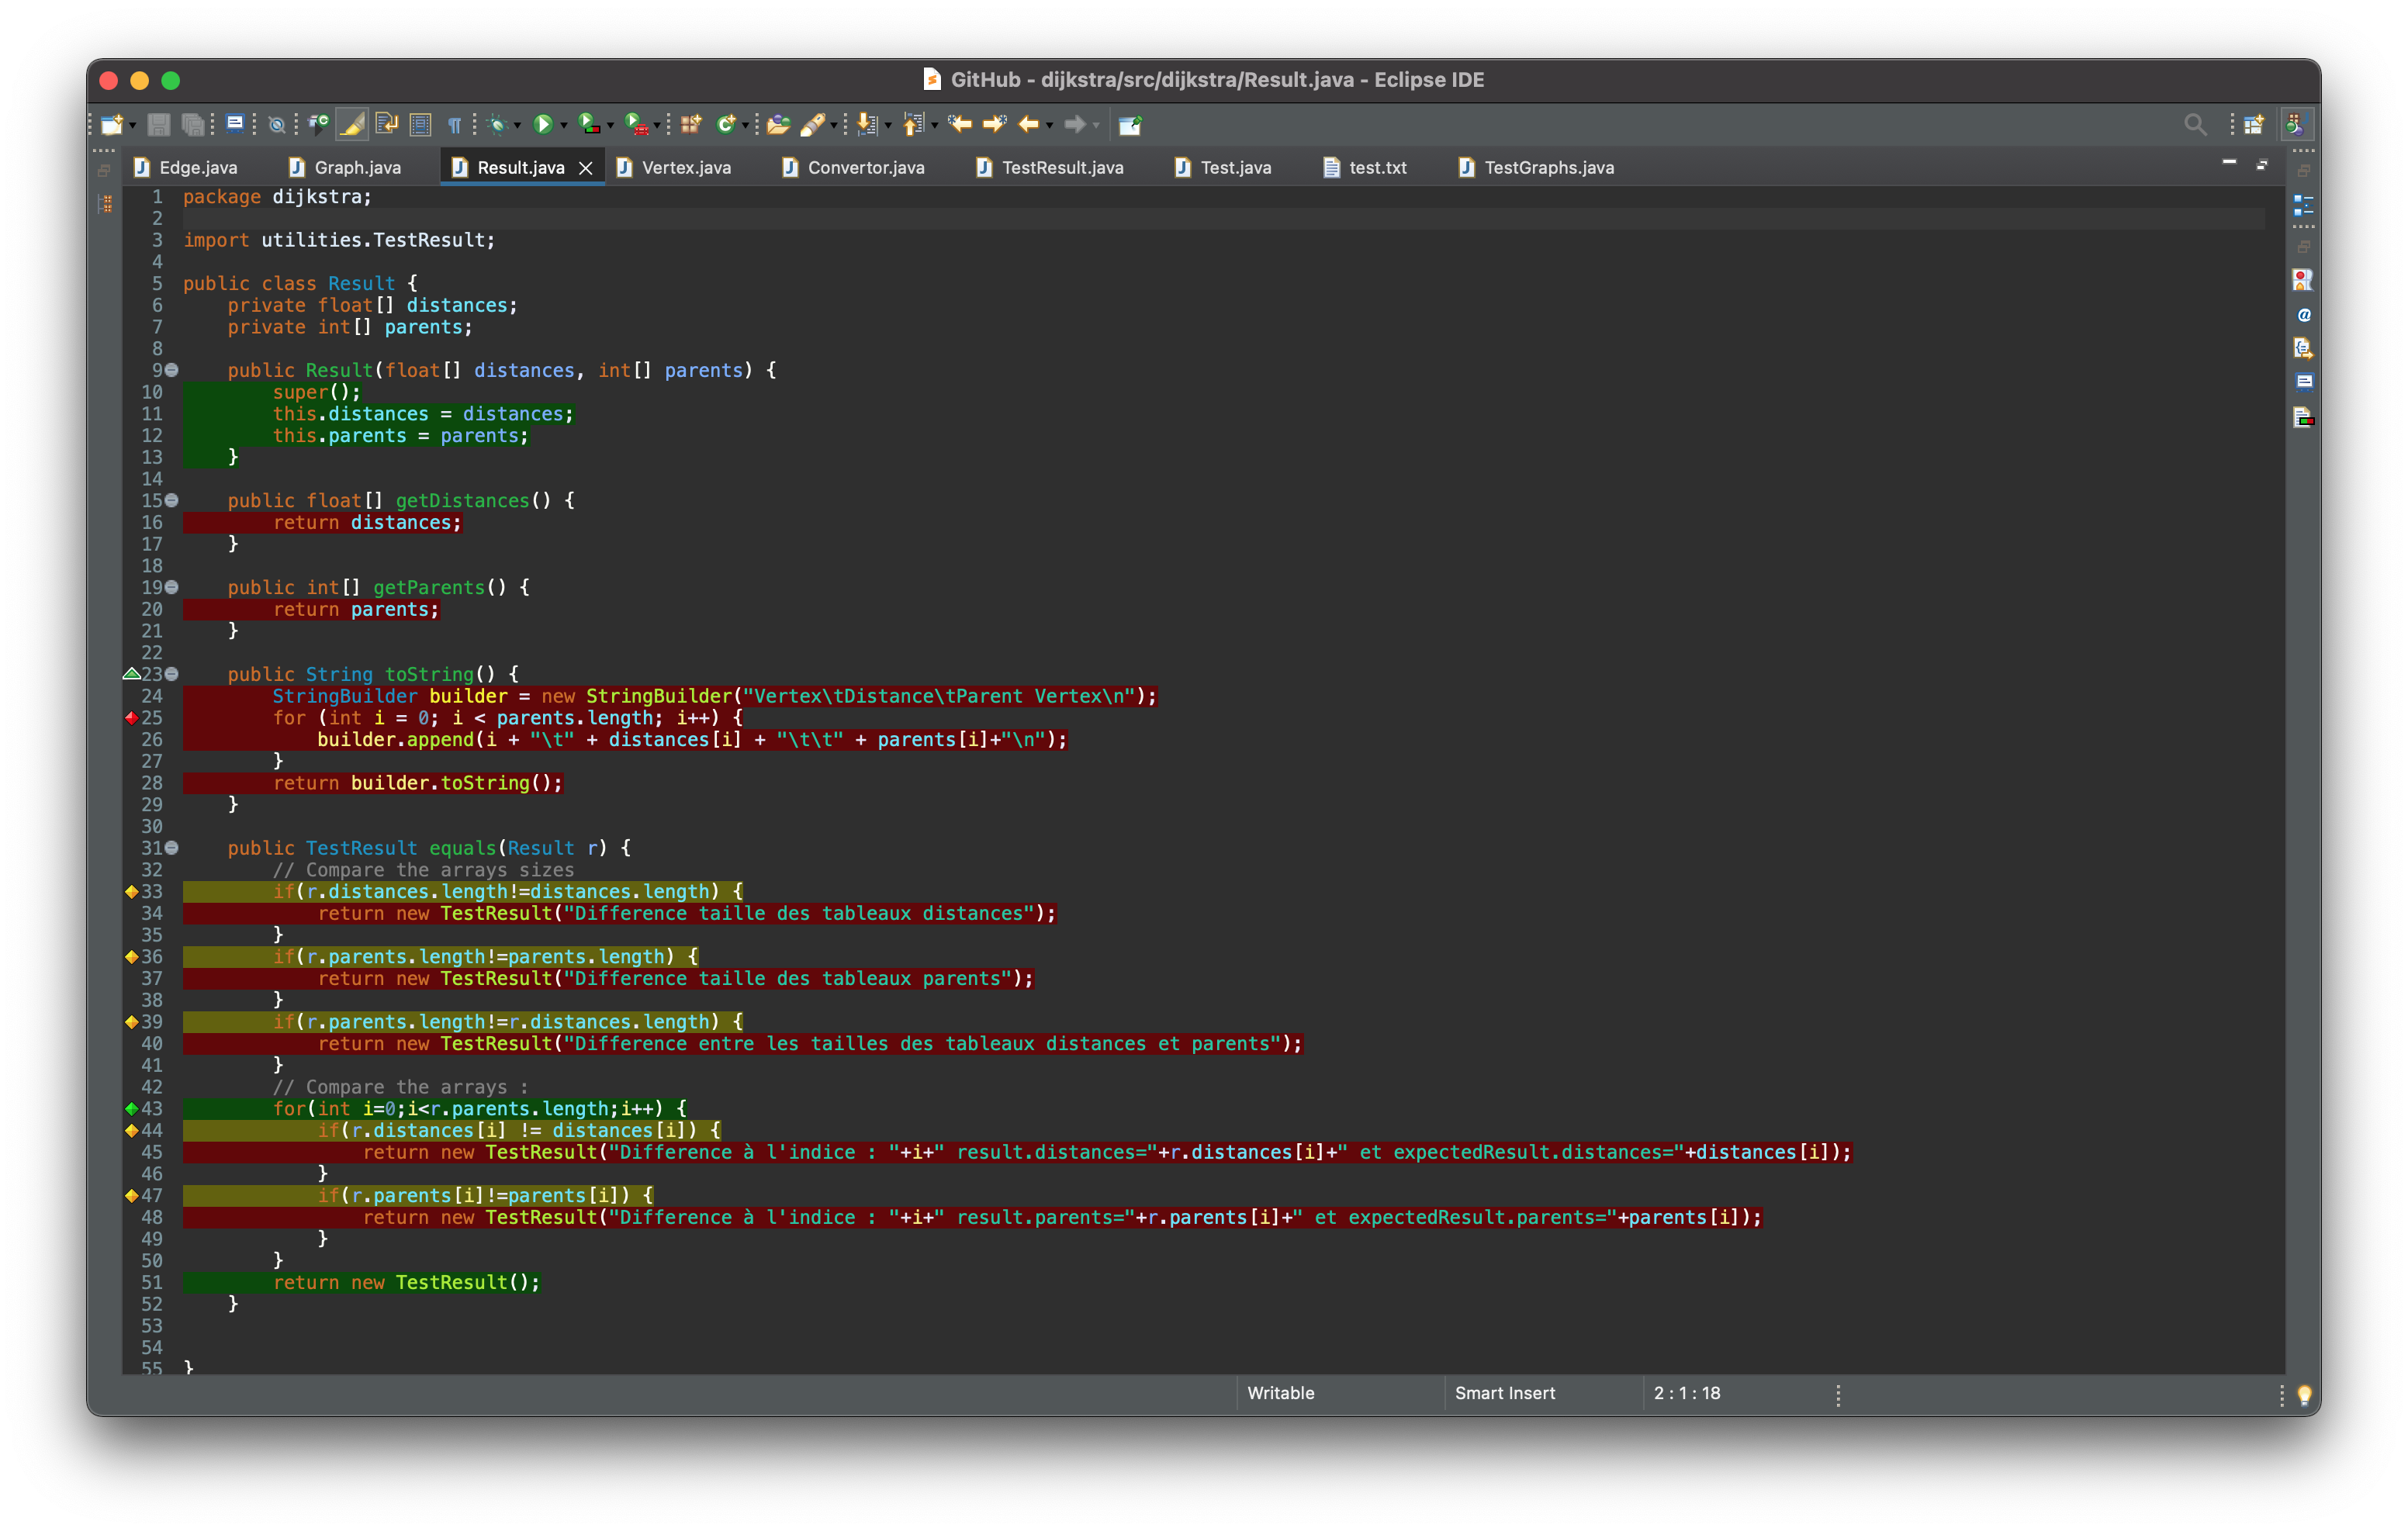 GitHub - dijkstra/src/dijkstra/Result.java - Eclipse IDE
Edge.java Graph.java Result.java Vertex.java Convertor.java TestResult.java Test.java test.txt TestGraphs.java
1 package dijkstra;
2
3 import utilities.TestResult;
4
5 public class Result {
6 private float[] distances;
7 private int[] parents;
8
9 public Result(float[] distances, int[] parents) {
10 super();
11 this.distances = distances;
12 this.parents = parents;
13 }
14
15 public float[] getDistances() {
16 return distances;
17 }
18
19 public int[] getParents() {
20 return parents;
21 }
22
23 public String toString() {
24 StringBuilder builder = new StringBuilder("Vertex\tDistance\tParent Vertex\n");
25 for (int i = 0; i < parents.length; i++) {
26 builder.append(i + "\t" + distances[i] + "\t\t" + parents[i]+"\n");
27 }
28 return builder.toString();
29 }
30
31 public TestResult equals(Result r) {
32 // Compare the arrays sizes
33 if(r.distances.length!=distances.length) {
34 return new TestResult("Difference taille des tableaux distances");
35 }
36 if(r.parents.length!=parents.length) {
37 return new TestResult("Difference taille des tableaux parents");
38 }
39 if(r.parents.length!=r.distances.length) {
40 return new TestResult("Difference entre les tailles des tableaux distances et parents");
41 }
42 // Compare the arrays :
43 for(int i=0;i<r.parents.length;i++) {
44 if(r.distances[i] != distances[i]) {
45 return new TestResult("Difference à l'indice : "+i+" result.distances="+r.distances[i]+" et expectedResult.distances="+distances[i]);
46 }
47 if(r.parents[i]!=parents[i]) {
48 return new TestResult("Difference à l'indice : "+i+" result.parents="+r.parents[i]+" et expectedResult.parents="+parents[i]);
49 }
50 }
51 return new TestResult();
52 }
53
54
55 }
Writable Smart Insert 2 : 1 : 18